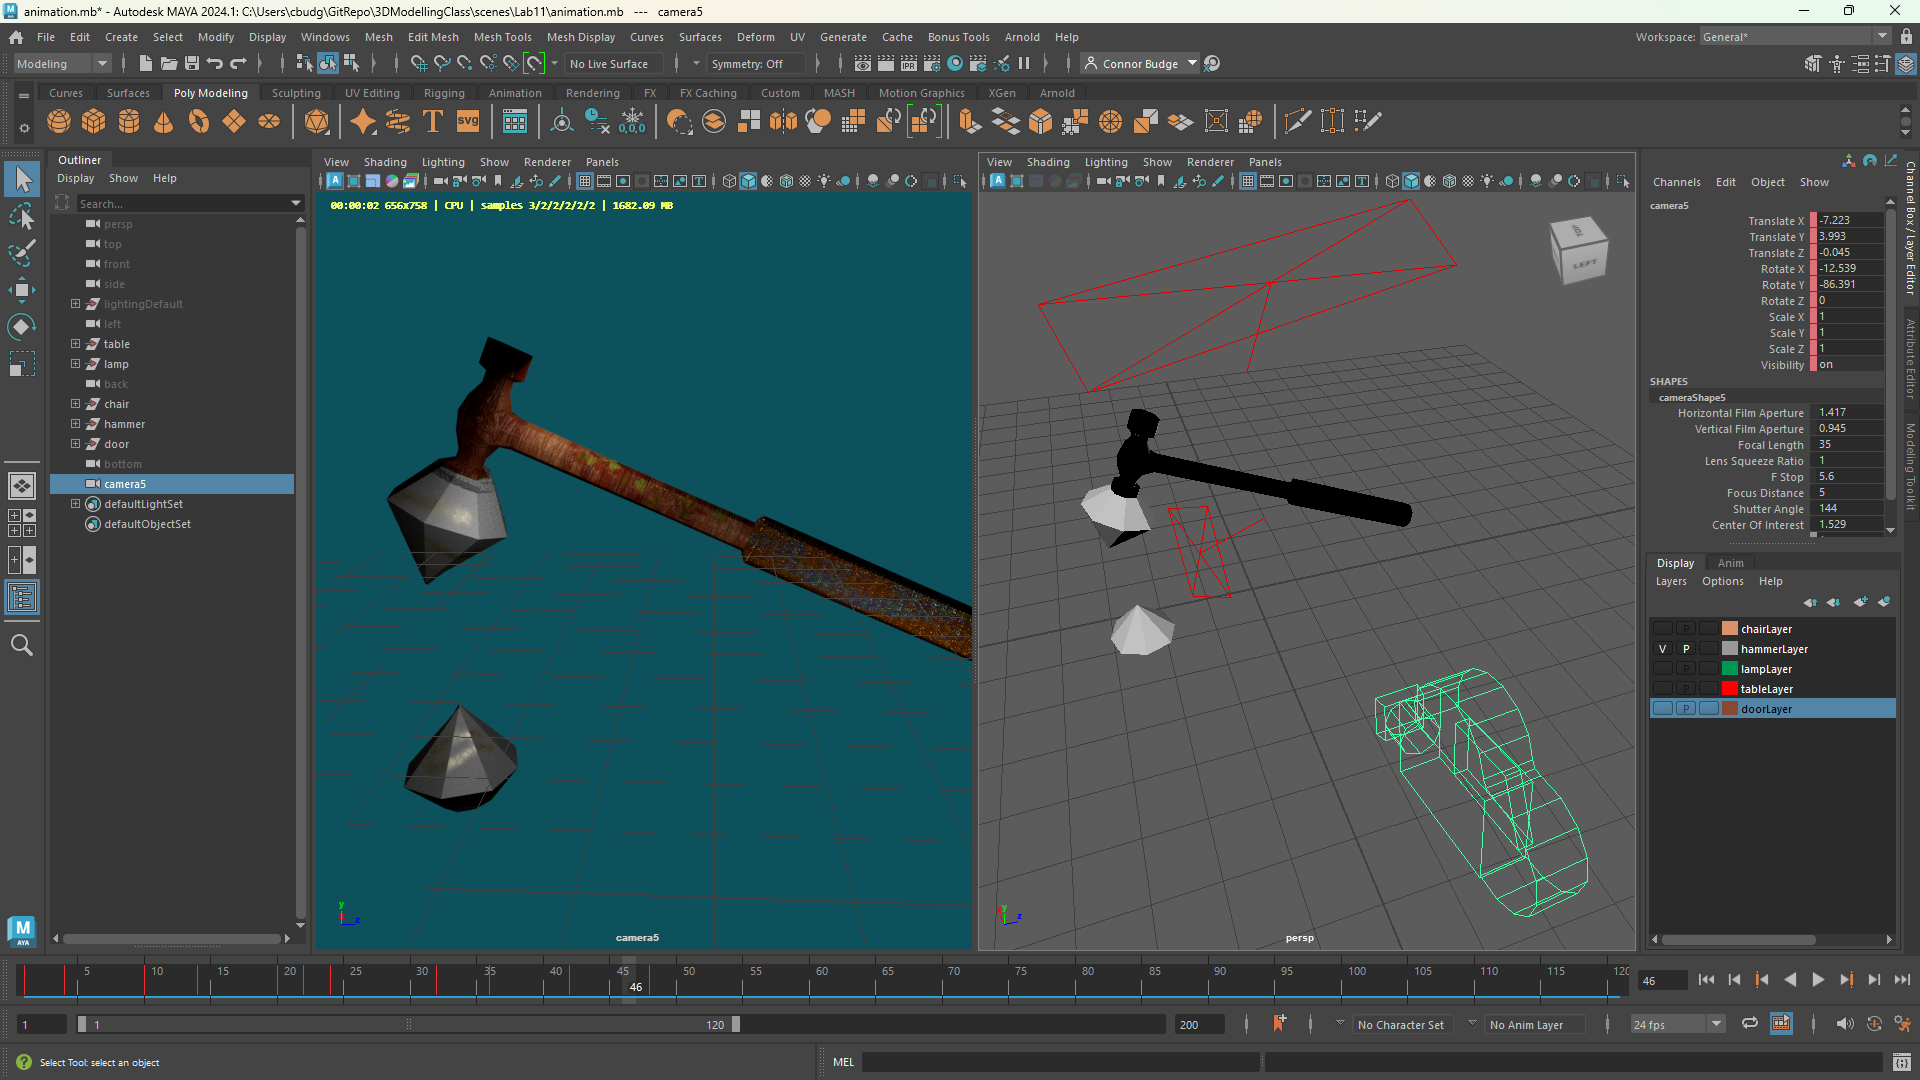 animation.mb* - Autodesk MAYA 2024.1: C:\Users\cbudg\GitRepo\3DModellingClass\scenes\Lab11\animation.mb   ---   camera5
File Edit Create Select Modify Display Windows Mesh Edit Mesh Mesh Tools Mesh Display Curves Surfaces Deform UV Generate Cache Bonus Tools Arnold Help
Workspace: General*
Modeling
No Live Surface
Symmetry: Off
Connor Budge
Curves Surfaces Poly Modeling Sculpting UV Editing Rigging Animation Rendering FX FX Caching Custom MASH Motion Graphics XGen Arnold
T SVG 0,0,0
Outliner
Display Show Help
Search...
persp
top
front
side
lightingDefault
left
table
lamp
back
chair
hammer
door
bottom
camera5
defaultLightSet
defaultObjectSet
View Shading Lighting Show Renderer Panels
00:00:02 656x758 | CPU | samples 3/2/2/2/2/2 | 1682.09 MB
y
z
camera5
View Shading Lighting Show Renderer Panels
TOP
LEFT
y
z
persp
Channels Edit Object Show
camera5
Translate X -7.223
Translate Y 3.993
Translate Z -0.045
Rotate X -12.539
Rotate Y -86.391
Rotate Z 0
Scale X 1
Scale Y 1
Scale Z 1
Visibility on
SHAPES
cameraShape5
Horizontal Film Aperture 1.417
Vertical Film Aperture 0.945
Focal Length 35
Lens Squeeze Ratio 1
F Stop 5.6
Focus Distance 5
Shutter Angle 144
Center Of Interest 1.529
Channel Box / Layer Editor
Attribute Editor
Modeling Toolkit
Display Anim
Layers Options Help
P chairLayer
V P hammerLayer
P lampLayer
P tableLayer
P doorLayer
M
AYA
5 10 15 20 25 30 35 40 45 50 55 60 65 70 75 80 85 90 95 100 105 110 115 120
46
46
1
1
120
200
No Character Set
No Anim Layer
24 fps
Select Tool: select an object
MEL